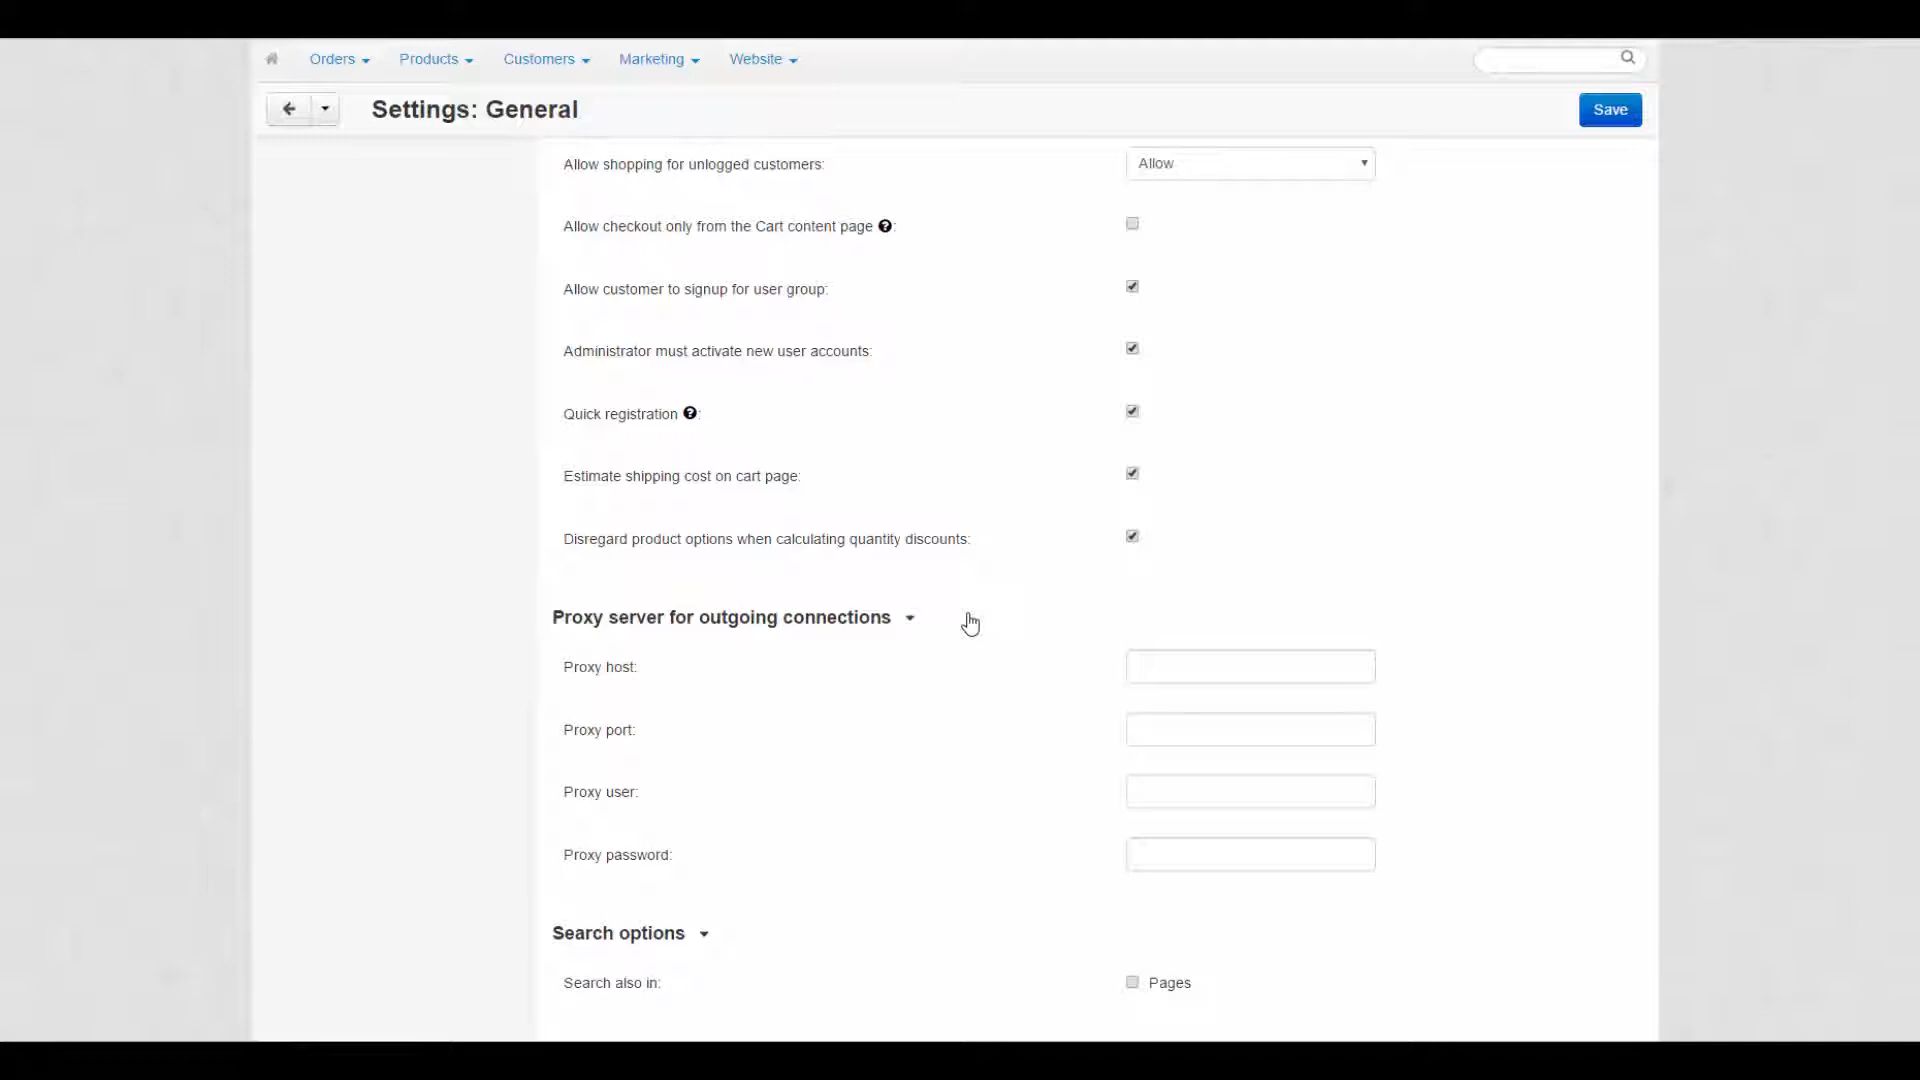 Orders Products Customers Marketing Website
Settings: General Save
Allow shopping for unlogged customers: Allow
Allow checkout only from the Cart content page ?:
Allow customer to signup for user group:
Administrator must activate new user accounts:
Quick registration ?:
Estimate shipping cost on cart page:
Disregard product options when calculating quantity discounts:
Proxy server for outgoing connections
Proxy host:
Proxy port:
Proxy user:
Proxy password:
Search options
Search also in: Pages